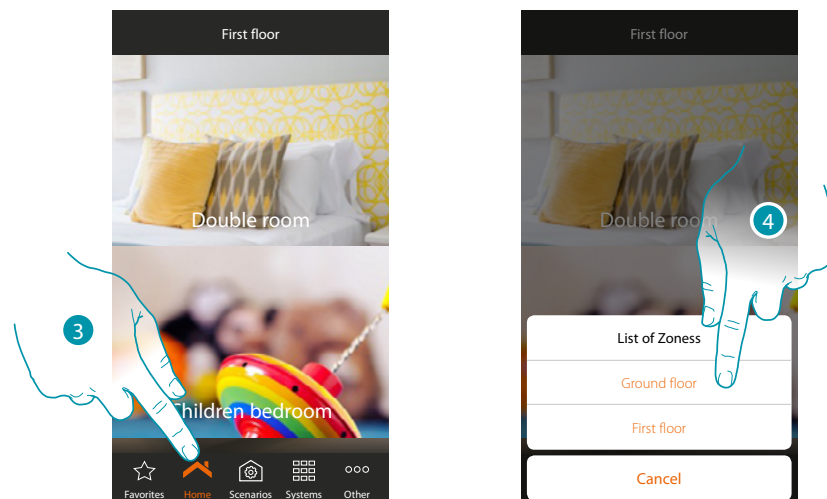 First floor
Double room
3
Children bedroom
Favorites
Home
Scenarios
Systems
Other
First floor
Double room
4
List of Zoness
Ground floor
First floor
Cancel